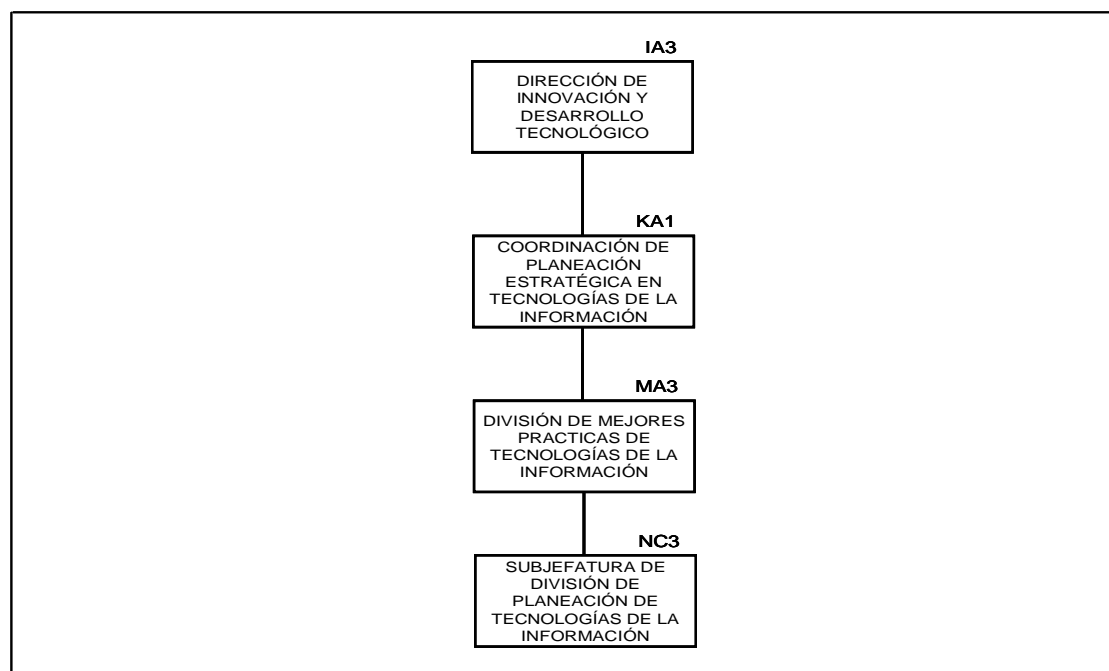 IA3
DIRECCIÓN DE
INNOVACIÓN Y
DESARROLLO
TECNOLÓGICO
KA1
COORDINACIÓN DE
PLANEACIÓN
ESTRATÉGICA EN
TECNOLOGÍAS DE LA
INFORMACIÓN
MA3
DIVISIÓN DE MEJORES
PRACTICAS DE
TECNOLOGÍAS DE LA
INFORMACIÓN
NC3
SUBJEFATURA DE
DIVISIÓN DE
PLANEACIÓN DE
TECNOLOGÍAS DE LA
INFORMACIÓN